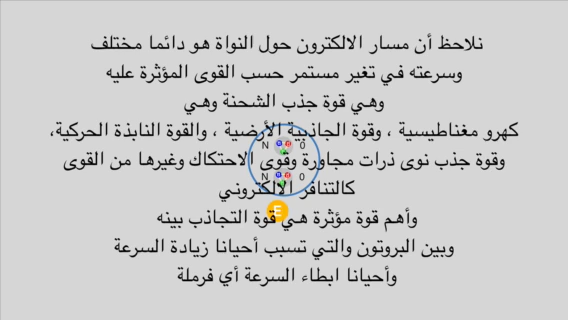 نلاحظ أن مسار الالكترون حول النواة هو دائما مختلف
وسرعته في تغير مستمر حسب القوى المؤثرة عليه
وهي قوة جذب الشحنة وهي
كهرو مغناطيسية ، وقوة الجاذبية الأرضية ، والقوة النابذة الحركية،
N 0
وقوة جذب نوى ذرات مجاورة وقوى الاحتكاك وغيرها من القوى
N 0
كالتنافر الالكتروني
E
وأهم قوة مؤثرة هي قوة التجاذب بينه
وبين البروتون والتي تسبب أحيانا زيادة السرعة
وأحيانا ابطاء السرعة أي فرملة